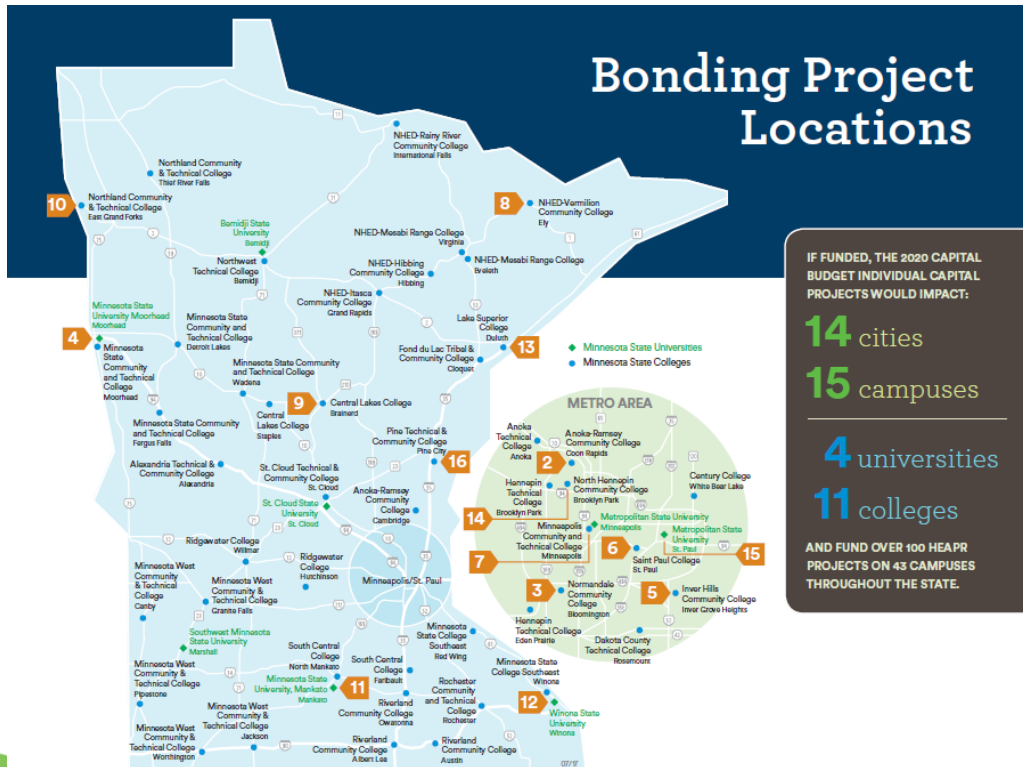 Bonding Project
Locations
NHED-Rainy River
Community College
International Falls
Northland Community
& Technical College
Thief River Falls
10
Northland Community
& Technical College
East Grand Forks
8
NHED-Vermilion
Community College
Ely
Bemidji State
University
Bemidji
Northwest
Technical College
Bemidji
NHED-Mesabi Range College
Virginia
NHED-Mesabi Range College
Eveleth
NHED-Hibbing
Community College
Hibbing
NHED-Itasca
Community College
Grand Rapids
Minnesota State
University Moorhead
Moorhead
4
Minnesota
State
Community
and Technical
College
Moorhead
Minnesota State
Community and
Technical College
Detroit Lakes
Lake Superior
College
Duluth
13
Fond du Lac Tribal &
Community College
Cloquet
Minnesota State Universities
Minnesota State Colleges
Minnesota State Community
and Technical College
Wadena
9
Central Lakes College
Brainerd
Central
Lakes College
Staples
Minnesota State Community
and Technical College
Fergus Falls
Pine Technical &
Community College
Pine City
16
Alexandria Technical &
Community College
Alexandria
St. Cloud Technical &
Community College
St. Cloud
St. Cloud State
University
St. Cloud
Anoka-Ramsey
Community
College
Cambridge
Ridgewater College
Willmar
Ridgewater
College
Hutchinson
Minneapolis/St. Paul
Minnesota West
Community
& Technical
College
Canby
Minnesota West
Community &
Technical College
Granite Falls
Southwest Minnesota
State University
Marshall
Minnesota West
Community &
Technical College
Pipestone
Minnesota West
Community &
Technical College
Jackson
Minnesota West
Community &
Technical College
Worthington
South Central
College
North Mankato
Minnesota State
University, Mankato
Mankato
11
South Central
College
Faribault
Riverland
Community College
Owatonna
Minnesota
State College
Southeast
Red Wing
Rochester
Community
and Technical
College
Rochester
Minnesota State
College Southeast
Winona
12
Winona State
University
Winona
Riverland
Community College
Albert Lea
Riverland
Community College
Austin
METRO AREA
Anoka
Technical
College
Anoka
Anoka-Ramsey
Community College
Coon Rapids
2
Hennepin
Technical
College
Brooklyn Park
North Hennepin
Community College
Brooklyn Park
14
Century College
White Bear Lake
Metropolitan State University
Minneapolis
Minneapolis
Community and
Technical College
Minneapolis
7
Metropolitan State
University
St. Paul
15
6
Saint Paul College
St. Paul
3
Normandale
Community
College
Bloomington
5
Inver Hills
Community College
Inver Grove Heights
Hennepin
Technical College
Eden Prairie
Dakota County
Technical College
Rosemount
IF FUNDED, THE 2020 CAPITAL
BUDGET INDIVIDUAL CAPITAL
PROJECTS WOULD IMPACT:
14 cities
15 campuses
4 universities
11 colleges
AND FUND OVER 100 HEAPR
PROJECTS ON 43 CAMPUSES
THROUGHOUT THE STATE.